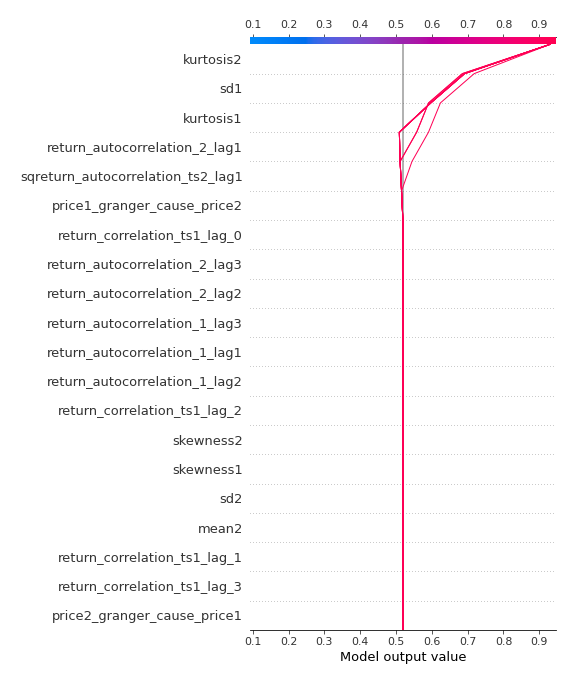 0.1 0.2 0.3 0.4 0.5 0.6 0.7 0.8 0.9
kurtosis2
sd1
kurtosis1
return_autocorrelation_2_lag1
sqreturn_autocorrelation_ts2_lag1
price1_granger_cause_price2
return_correlation_ts1_lag_0
return_autocorrelation_2_lag3
return_autocorrelation_2_lag2
return_autocorrelation_1_lag3
return_autocorrelation_1_lag1
return_autocorrelation_1_lag2
return_correlation_ts1_lag_2
skewness2
skewness1
sd2
mean2
return_correlation_ts1_lag_1
return_correlation_ts1_lag_3
price2_granger_cause_price1
0.1 0.2 0.3 0.4 0.5 0.6 0.7 0.8 0.9
Model output value